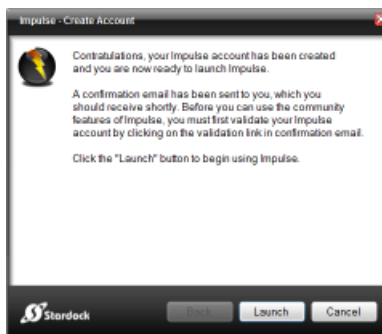 Impulse - Create Account
Contratulations, your Impulse account has been created
and you are now ready to launch Impulse.
A confirmation email has been sent to you, which you
should receive shortly. Before you can use the community
features of Impulse, you must first validate your Impulse
account by clicking on the validation link in confirmation email.
Click the "Launch" button to begin using Impulse.
Stardock
Back
Launch
Cancel